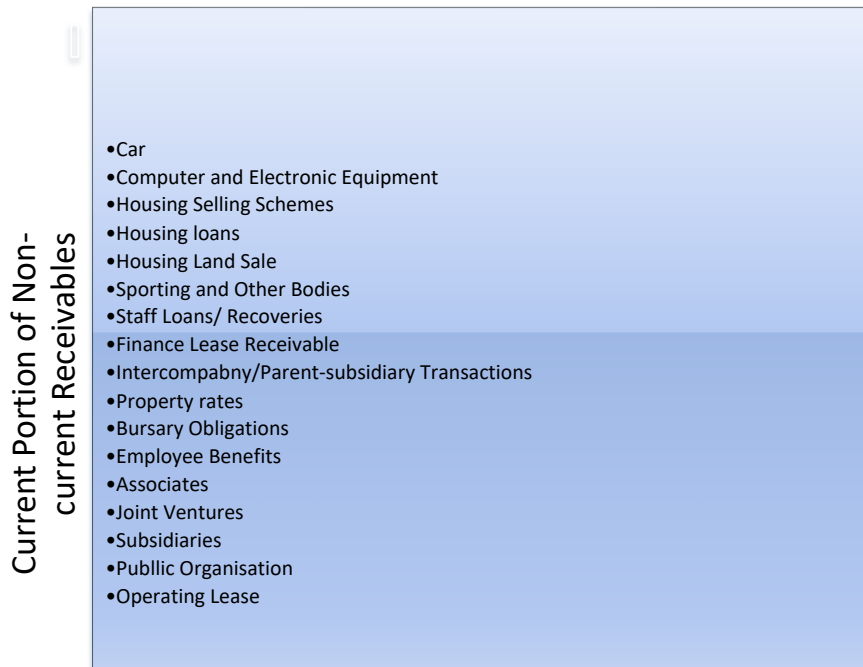 Current Portion of Non-
current Receivables
•Car
•Computer and Electronic Equipment
•Housing Selling Schemes
•Housing loans
•Housing Land Sale
•Sporting and Other Bodies
•Staff Loans/ Recoveries
•Finance Lease Receivable
•Intercompabny/Parent-subsidiary Transactions
•Property rates
•Bursary Obligations
•Employee Benefits
•Associates
•Joint Ventures
•Subsidiaries
•Publlic Organisation
•Operating Lease